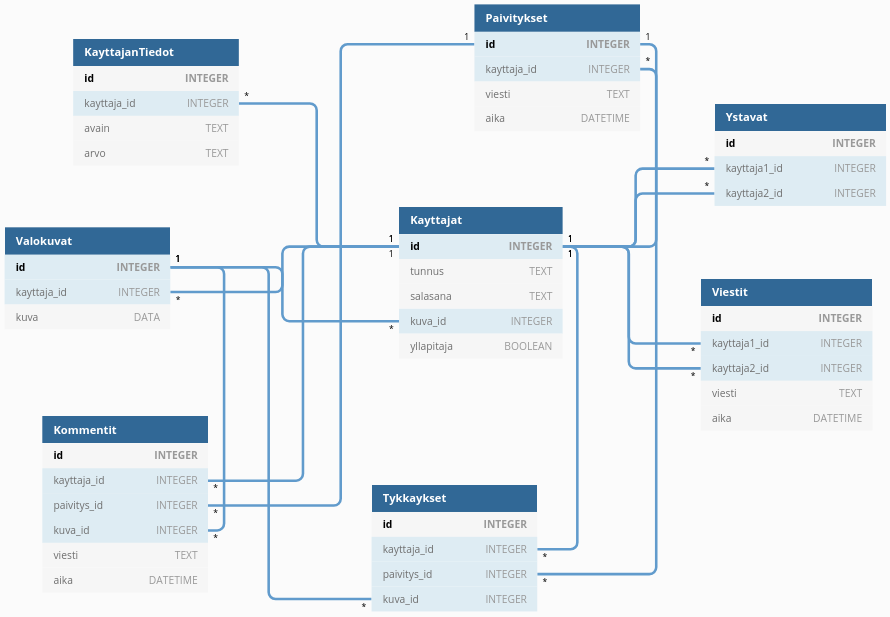 Paivitykset
id INTEGER
kayttaja_id INTEGER
viesti TEXT
aika DATETIME
1
1
*
KayttajanTiedot
id INTEGER
kayttaja_id INTEGER
avain TEXT
arvo TEXT
*
Ystavat
id INTEGER
kayttaja1_id INTEGER
kayttaja2_id INTEGER
*
*
Kayttajat
id INTEGER
tunnus TEXT
salasana TEXT
kuva_id INTEGER
yllapitaja BOOLEAN
1
1
1
1
*
Valokuvat
id INTEGER
kayttaja_id INTEGER
kuva DATA
1
*
Viestit
id INTEGER
kayttaja1_id INTEGER
kayttaja2_id INTEGER
viesti TEXT
aika DATETIME
*
*
Kommentit
id INTEGER
kayttaja_id INTEGER
paivitys_id INTEGER
kuva_id INTEGER
viesti TEXT
aika DATETIME
*
*
*
Tykkaykset
id INTEGER
kayttaja_id INTEGER
paivitys_id INTEGER
kuva_id INTEGER
*
*
*